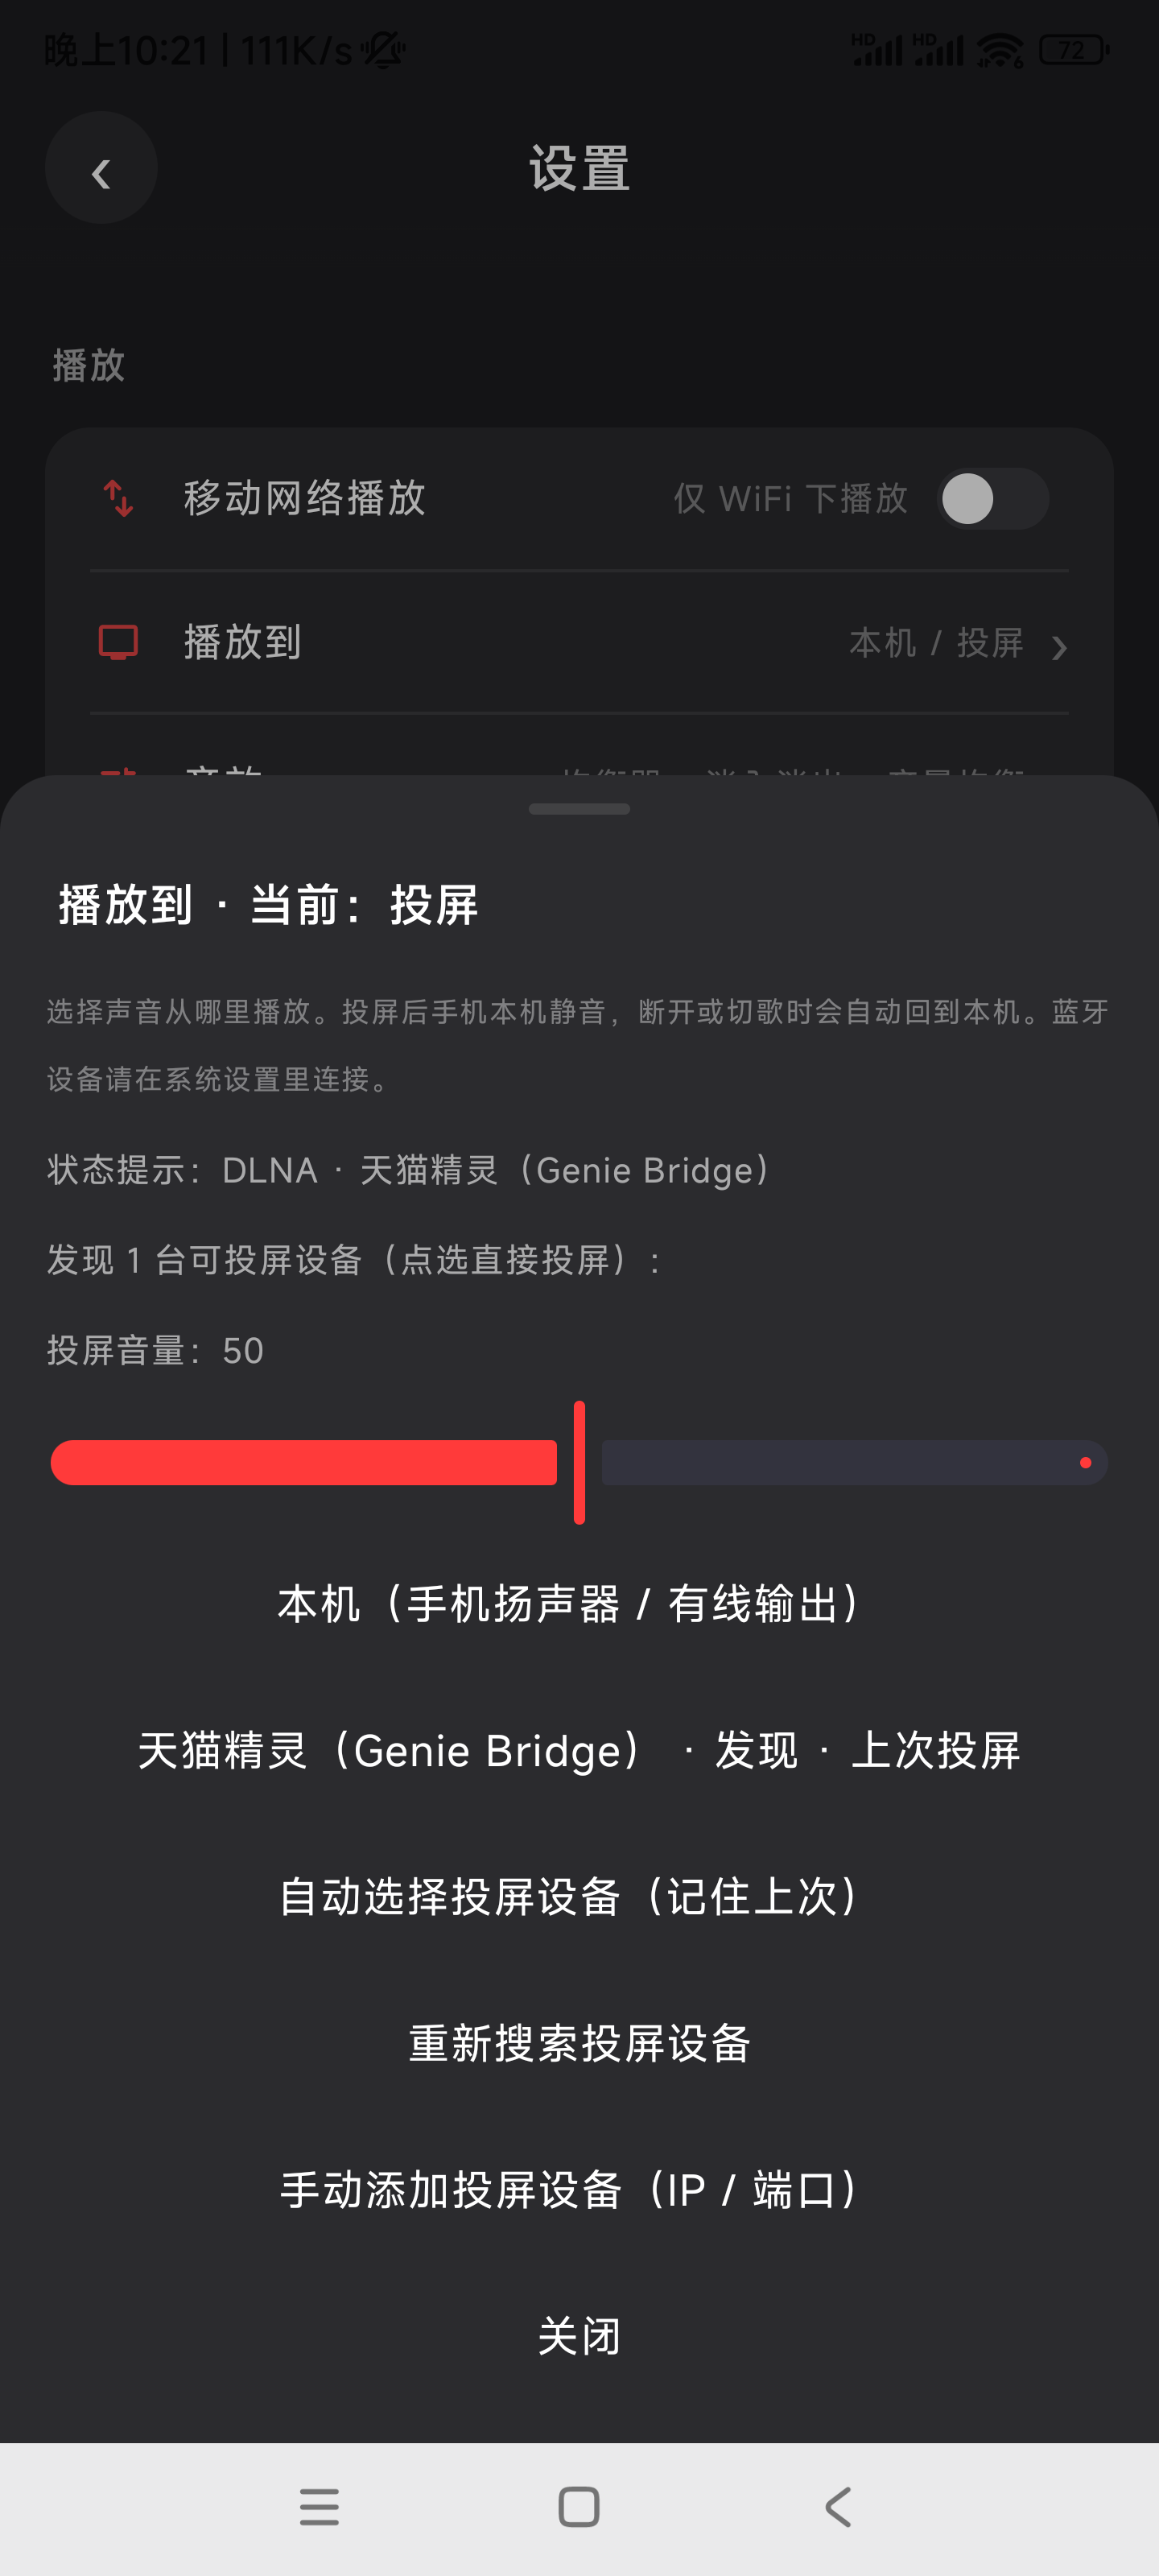 晚上10:21 | 111K/s
HD HD 6 72
设置
播放
移动网络播放 仅 WiFi 下播放
播放到 本机 / 投屏
播放到 · 当前：投屏
选择声音从哪里播放。投屏后手机本机静音，断开或切歌时会自动回到本机。蓝牙
设备请在系统设置里连接。
状态提示：DLNA · 天猫精灵（Genie Bridge）
发现 1 台可投屏设备（点选直接投屏）：
投屏音量：50
本机（手机扬声器 / 有线输出）
天猫精灵（Genie Bridge） · 发现 · 上次投屏
自动选择投屏设备（记住上次）
重新搜索投屏设备
手动添加投屏设备（IP / 端口）
关闭